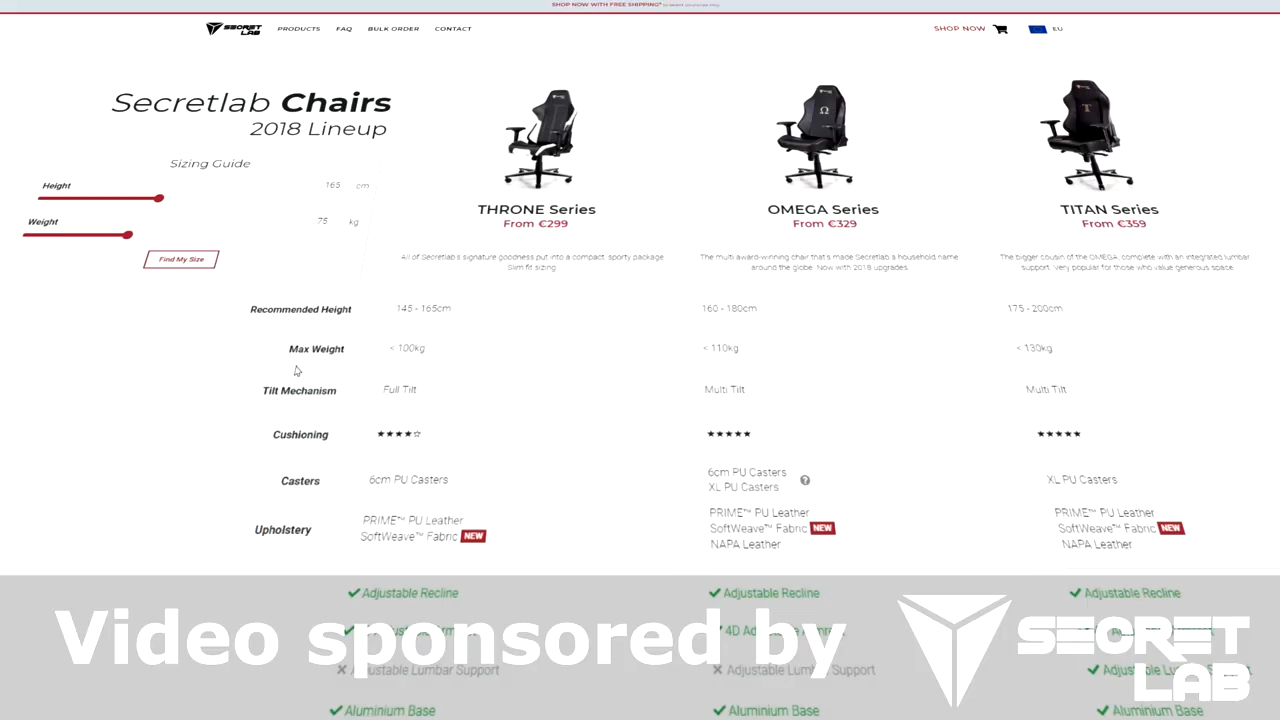 SHOP NOW WITH FREE SHIPPING*
SECRET LAB
PRODUCTS FAQ BULK ORDER CONTACT
SHOP NOW EU
Secretlab Chairs
2018 Lineup
Sizing Guide
Height 165 cm
Weight 75 kg
Find My Size
THRONE Series OMEGA Series TITAN Series
From €299 From €329 From €359
All of Secretlab's signature goodness put into a compact, sporty package.
Slim fit sizing.
The multi award-winning chair that's made Secretlab a household name
around the globe. Now with 2018 upgrades.
The bigger cousin of the OMEGA, complete with an integrated lumbar
support. Very popular for those who value generous space.
Recommended Height 145 - 165cm 160 - 180cm 175 - 200cm
Max Weight < 100kg < 110kg < 130kg
Tilt Mechanism Full Tilt Multi Tilt Multi Tilt
Cushioning ★★★★☆ ★★★★★ ★★★★★
Casters 6cm PU Casters 6cm PU Casters XL PU Casters ? XL PU Casters
Upholstery
PRIME™ PU Leather
SoftWeave™ Fabric NEW
PRIME™ PU Leather
SoftWeave™ Fabric NEW
NAPA Leather
PRIME™ PU Leather
SoftWeave™ Fabric NEW
NAPA Leather
Adjustable Recline Adjustable Recline Adjustable Recline
Adjustable Lumbar Support Adjustable Lumbar Support
Aluminium Base Aluminium Base Aluminium Base
Video sponsored by
SECRET
LAB